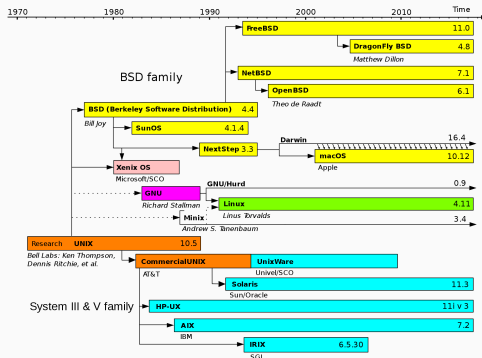 1970 1980 1990 2000 2010 Time
FreeBSD 11.0
DragonFly BSD 4.8
Matthew Dillon
BSD family
NetBSD 7.1
OpenBSD 6.1
Theo de Raadt
BSD (Berkeley Software Distribution) 4.4
Bill Joy
SunOS 4.1.4
NextStep 3.3
Darwin 16.4
macOS 10.12
Apple
Xenix OS
Microsoft/SCO
GNU
Richard Stallman
GNU/Hurd 0.9
Linux 4.11
Linus Torvalds
Minix 3.4
Andrew S. Tanenbaum
Research UNIX 10.5
Bell Labs: Ken Thompson,
Dennis Ritchie, et al.
CommercialUNIX
AT&T
UnixWare
Univel/SCO
Solaris 11.3
Sun/Oracle
System III & V family
HP-UX 11i v 3
AIX 7.2
IBM
IRIX 6.5.30
SGI